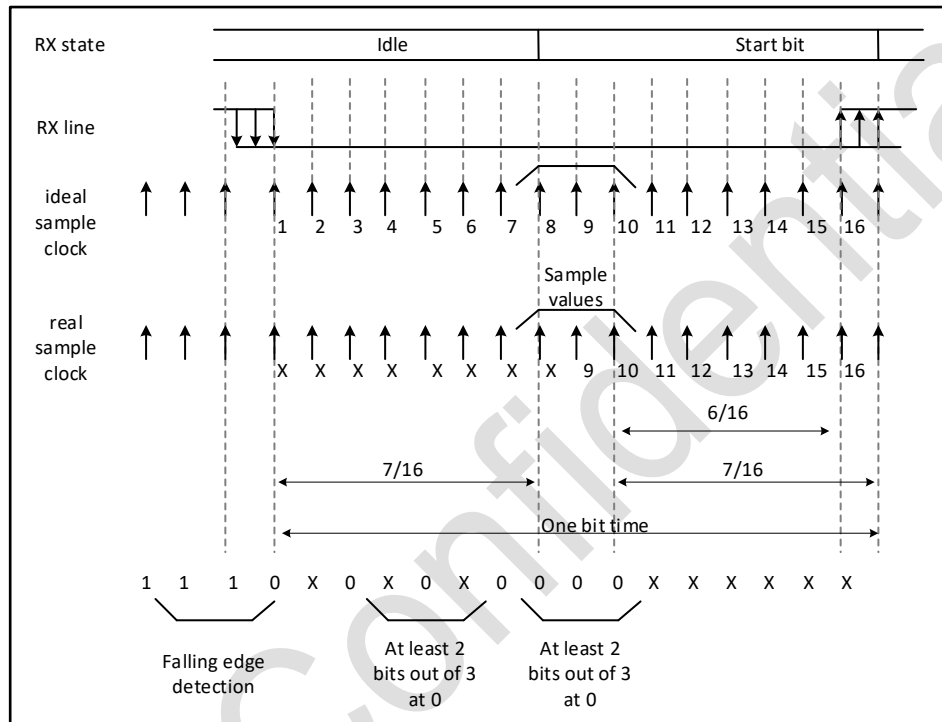 RX state Idle Start bit
RX line
ideal
sample
clock
1 2 3 4 5 6 7 8 9 10 11 12 13 14 15 16
Sample
values
real
sample
clock
X X X X X X X X 9 10 11 12 13 14 15 16
6/16
7/16 7/16
One bit time
1 1 1 0 X 0 X 0 X 0 0 0 0 X X X X X X
Falling edge
detection
At least 2
bits out of 3
at 0
At least 2
bits out of 3
at 0
Confidential